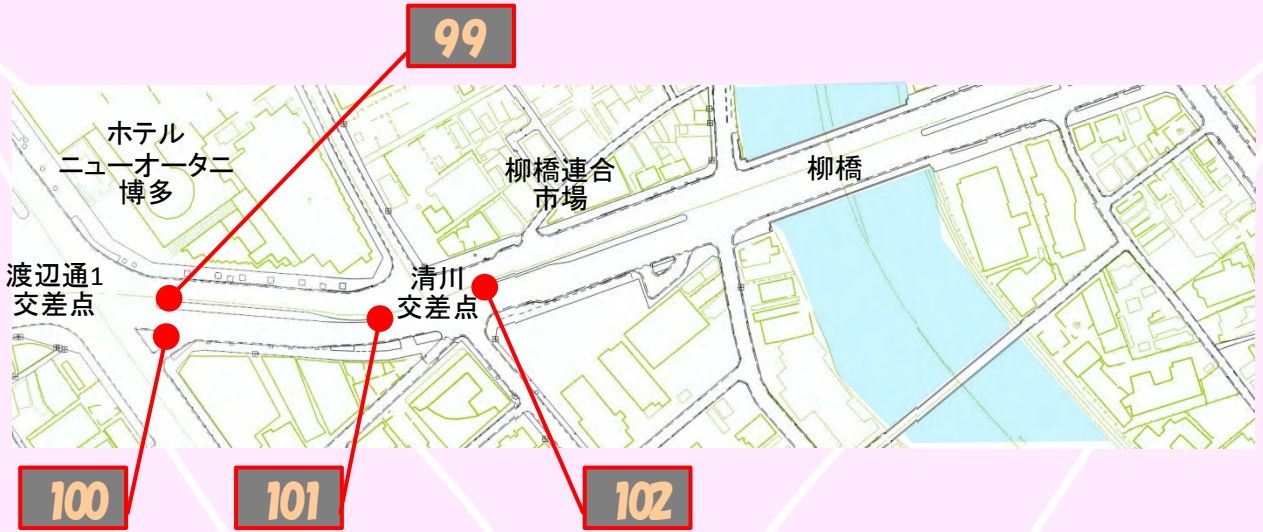 99
ホテル
ニューオータニ
博多
柳橋連合
市場
柳橋
渡辺通1
交差点
清川
交差点
100
101
102